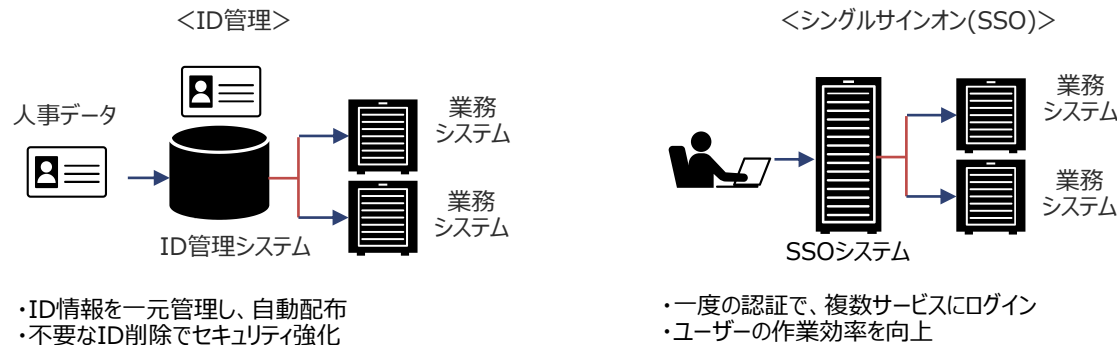 ＜ID管理＞
人事データ
業務
システム
業務
システム
ID管理システム
・ID情報を一元管理し、自動配布
・不要なID削除でセキュリティ強化
＜シングルサインオン(SSO)＞
業務
システム
業務
システム
SSOシステム
・一度の認証で、複数サービスにログイン
・ユーザーの作業効率を向上